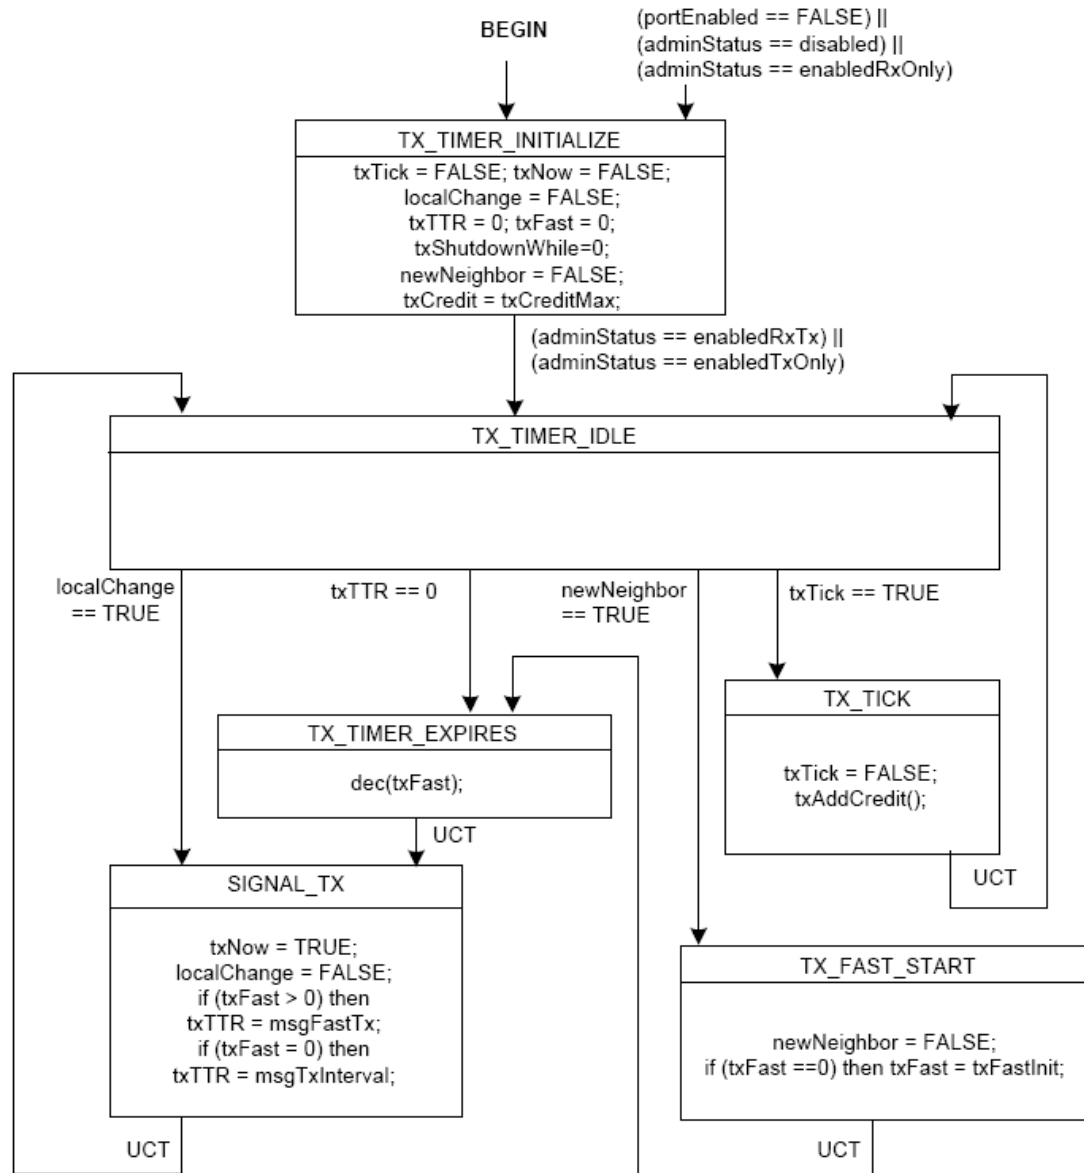 BEGIN
(portEnabled == FALSE) ||
(adminStatus == disabled) ||
(adminStatus == enabledRxOnly)
TX_TIMER_INITIALIZE
txTick = FALSE; txNow = FALSE;
localChange = FALSE;
txTTR = 0; txFast = 0;
txShutdownWhile=0;
newNeighbor = FALSE;
txCredit = txCreditMax;
(adminStatus == enabledRxTx) ||
(adminStatus == enabledTxOnly)
TX_TIMER_IDLE
localChange
== TRUE
txTTR == 0
newNeighbor
== TRUE
txTick == TRUE
TX_TICK
txTick = FALSE;
txAddCredit();
UCT
TX_TIMER_EXPIRES
dec(txFast);
UCT
SIGNAL_TX
txNow = TRUE;
localChange = FALSE;
if (txFast > 0) then
txTTR = msgFastTx;
if (txFast = 0) then
txTTR = msgTxInterval;
UCT
TX_FAST_START
newNeighbor = FALSE;
if (txFast ==0) then txFast = txFastInit;
UCT